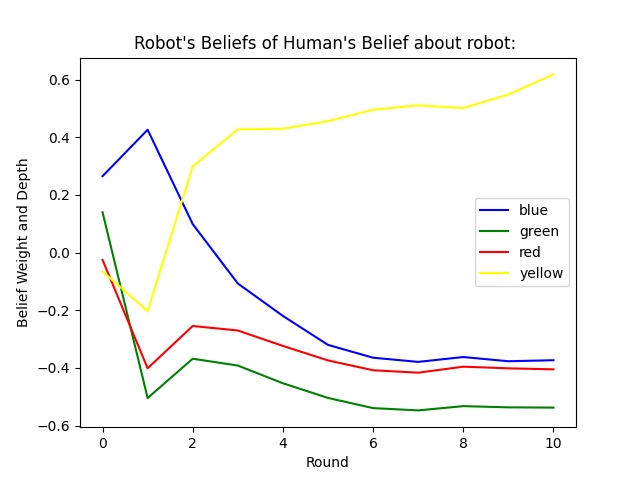 Robot's Beliefs of Human's Belief about robot:
Belief Weight and Depth
0.6
0.4
0.2
0.0
−0.2
−0.4
−0.6
blue
green
red
yellow
0 2 4 6 8 10
Round